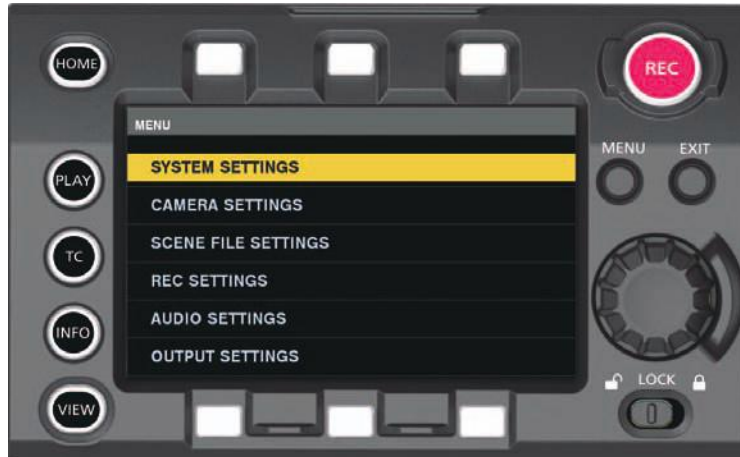 HOME
REC
MENU
MENU EXIT
SYSTEM SETTINGS
PLAY
CAMERA SETTINGS
SCENE FILE SETTINGS
TC
REC SETTINGS
AUDIO SETTINGS
INFO
OUTPUT SETTINGS
LOCK
VIEW